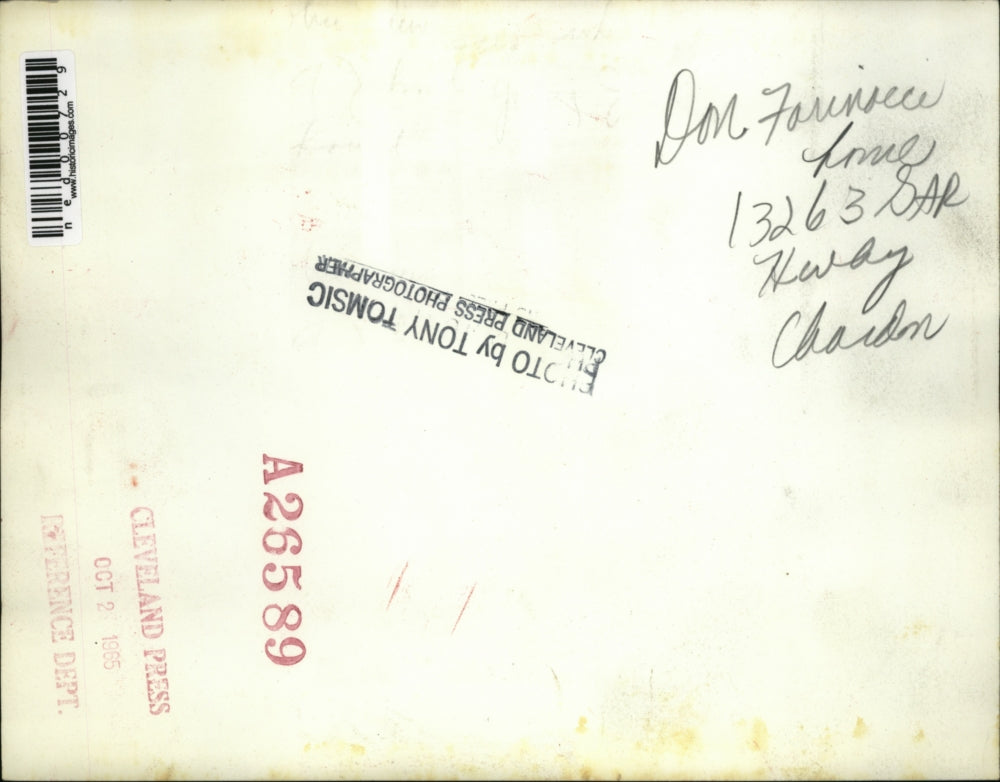 Don Farinacci
home
13263 GAR
Hway
Chardon
PHOTO by TONY TOMSIC
CLEVELAND PRESS PHOTOGRAPHER
A26589
CLEVELAND PRESS
OCT 2 1965
REFERENCE DEPT.
www.historicimages.com